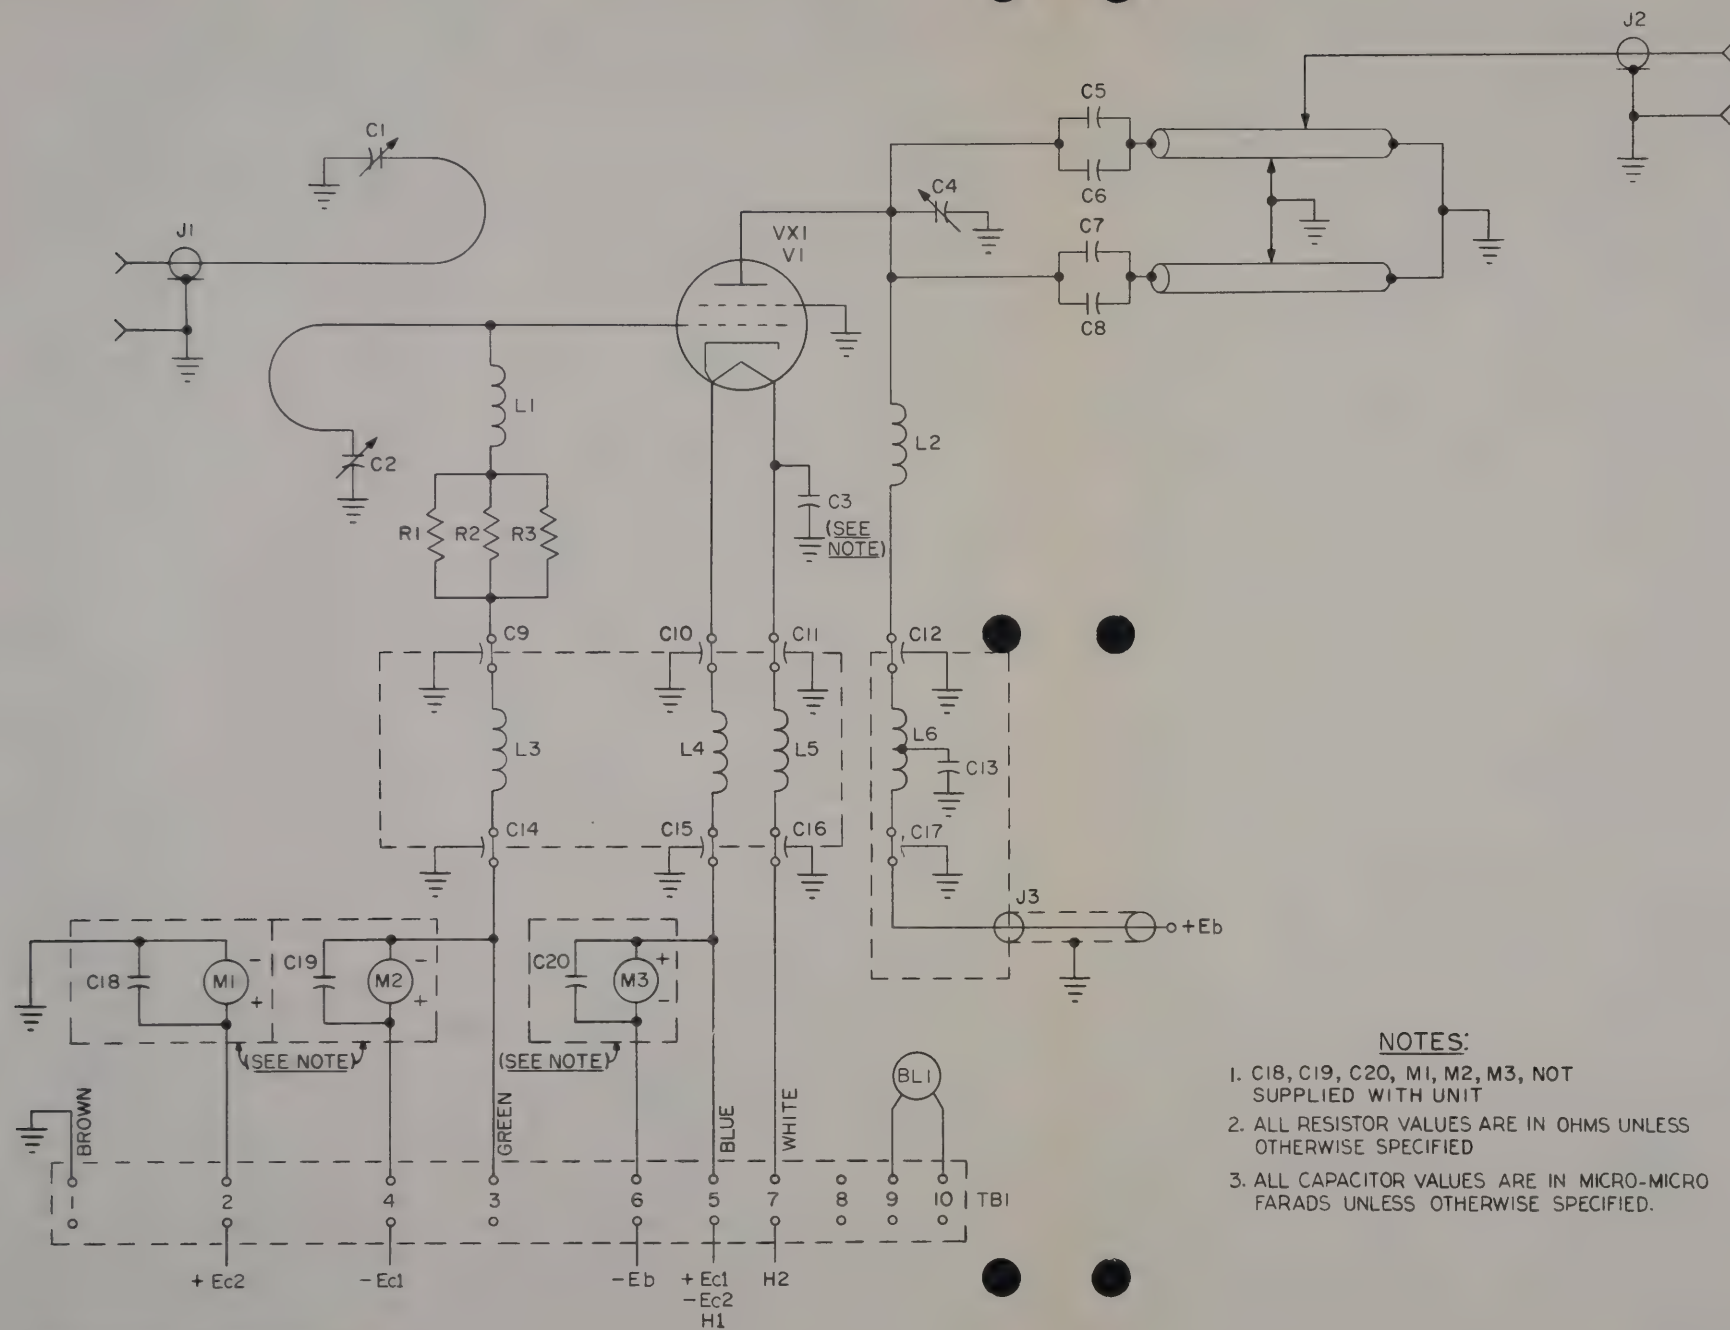 J2
C5
C1
C6
C4
J1
VX1
V1
C7
C8
L1
L2
C2
C3
(SEE
NOTE)
R1 R2 R3
C9 C10 C11 C12
L3 L4 L5 L6
C13
C14 C15 C16 C17
J3
+Eb
C18 M1 - +
C19 M2 - +
C20 M3 + -
(SEE NOTE)
(SEE NOTE)
BL1
BROWN
GREEN
BLUE
WHITE
1 2 4 3 6 5 7 8 9 10 TB1
+ Ec2
-Ec1
-Eb
+ Ec1
-Ec2
H1
H2
NOTES:
1. C18, C19, C20, M1, M2, M3, NOT
SUPPLIED WITH UNIT
2. ALL RESISTOR VALUES ARE IN OHMS UNLESS
OTHERWISE SPECIFIED
3. ALL CAPACITOR VALUES ARE IN MICRO-MICRO
FARADS UNLESS OTHERWISE SPECIFIED.